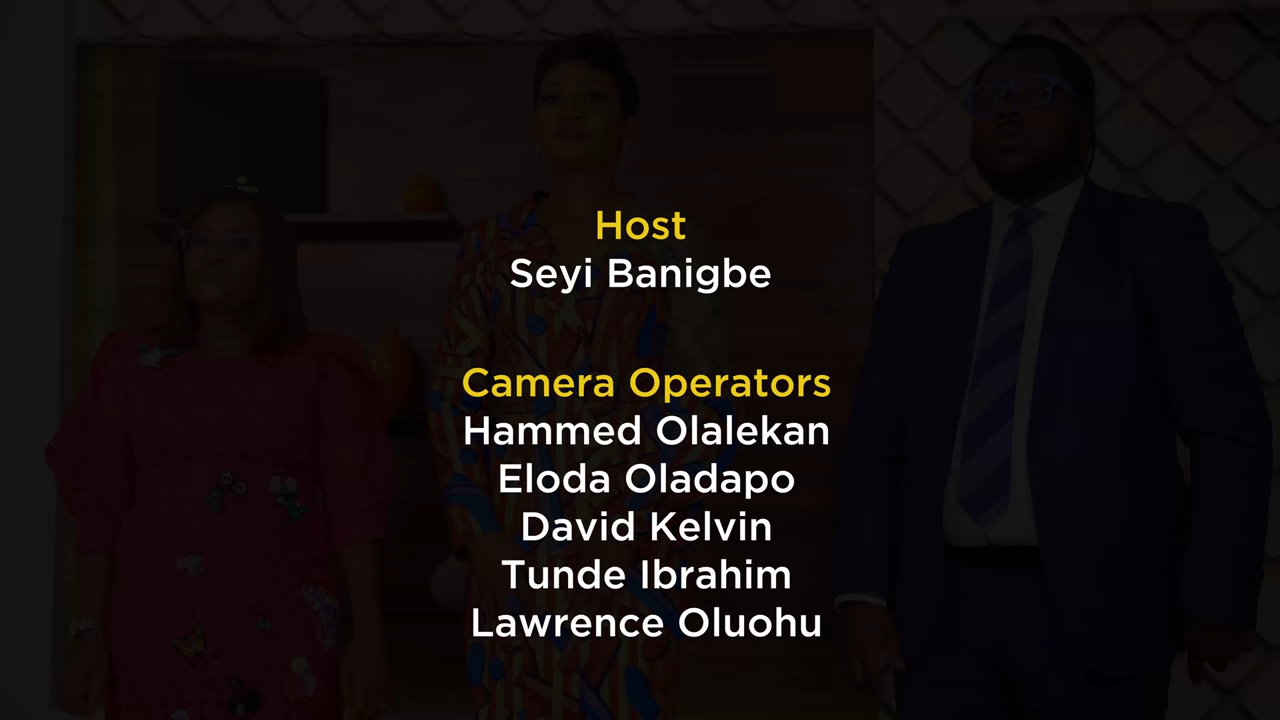 Host
Seyi Banigbe
Camera Operators
Hammed Olalekan
Eloda Oladapo
David Kelvin
Tunde Ibrahim
Lawrence Oluohu